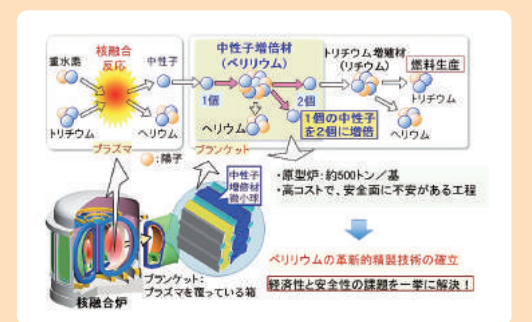 核融合
反応
重水素
中性子
トリチウム
ヘリウム
プラズマ
:陽子
中性子増倍材
(ベリリウム)
1個
2個
ヘリウム
1個の中性子
を2個に増倍
ブランケット
トリチウム増殖材
(リチウム)
燃料生産
トリチウム
ヘリウム
中性子
増倍材
微小球
ブランケット:
プラズマを覆っている箱
核融合炉
・原型炉:約500トン/基
・高コストで、安全面に不安がある工程
ベリリウムの革新的精製技術の確立
経済性と安全性の課題を一挙に解決！